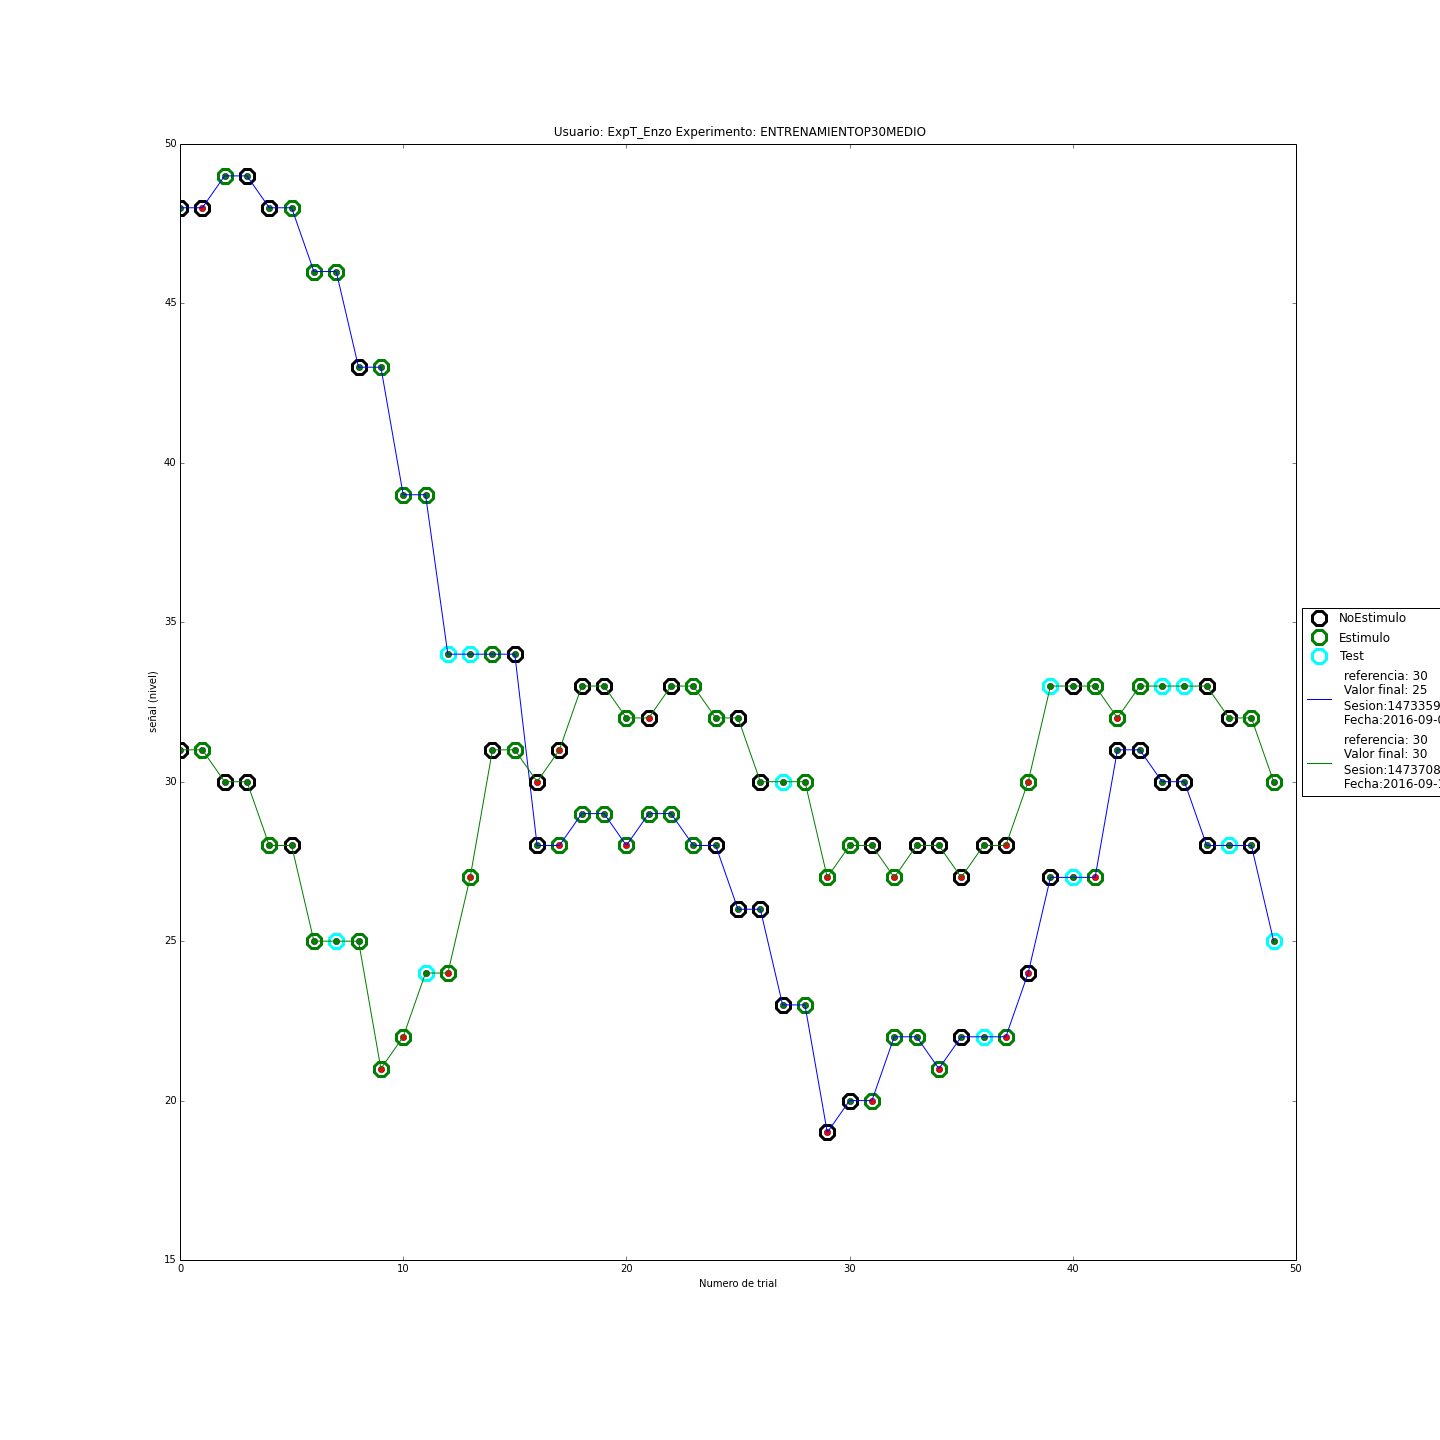 Usuario: ExpT_Enzo Experimento: ENTRENAMIENTOP30MEDIO
50
45
40
35
30
25
20
15
señal (nivel)
0 10 20 30 40 50
Numero de trial
NoEstimulo
Estimulo
Test
referencia: 30
Valor final: 25
Sesion:1473359
Fecha:2016-09-0
referencia: 30
Valor final: 30
Sesion:1473708
Fecha:2016-09-1